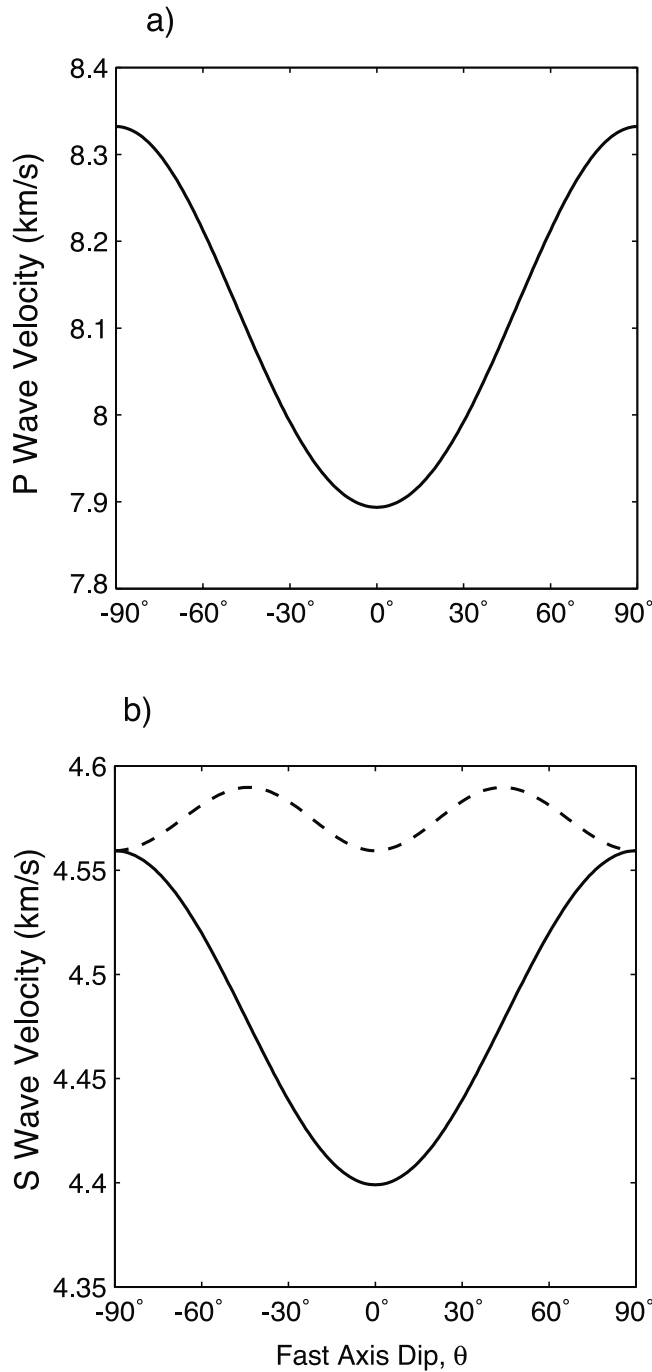 a)
P Wave Velocity (km/s)
8.4
8.3
8.2
8.1
8
7.9
7.8
-90° -60° -30° 0° 30° 60° 90°
b)
S Wave Velocity (km/s)
4.6
4.55
4.5
4.45
4.4
4.35
-90° -60° -30° 0° 30° 60° 90°
Fast Axis Dip, θ